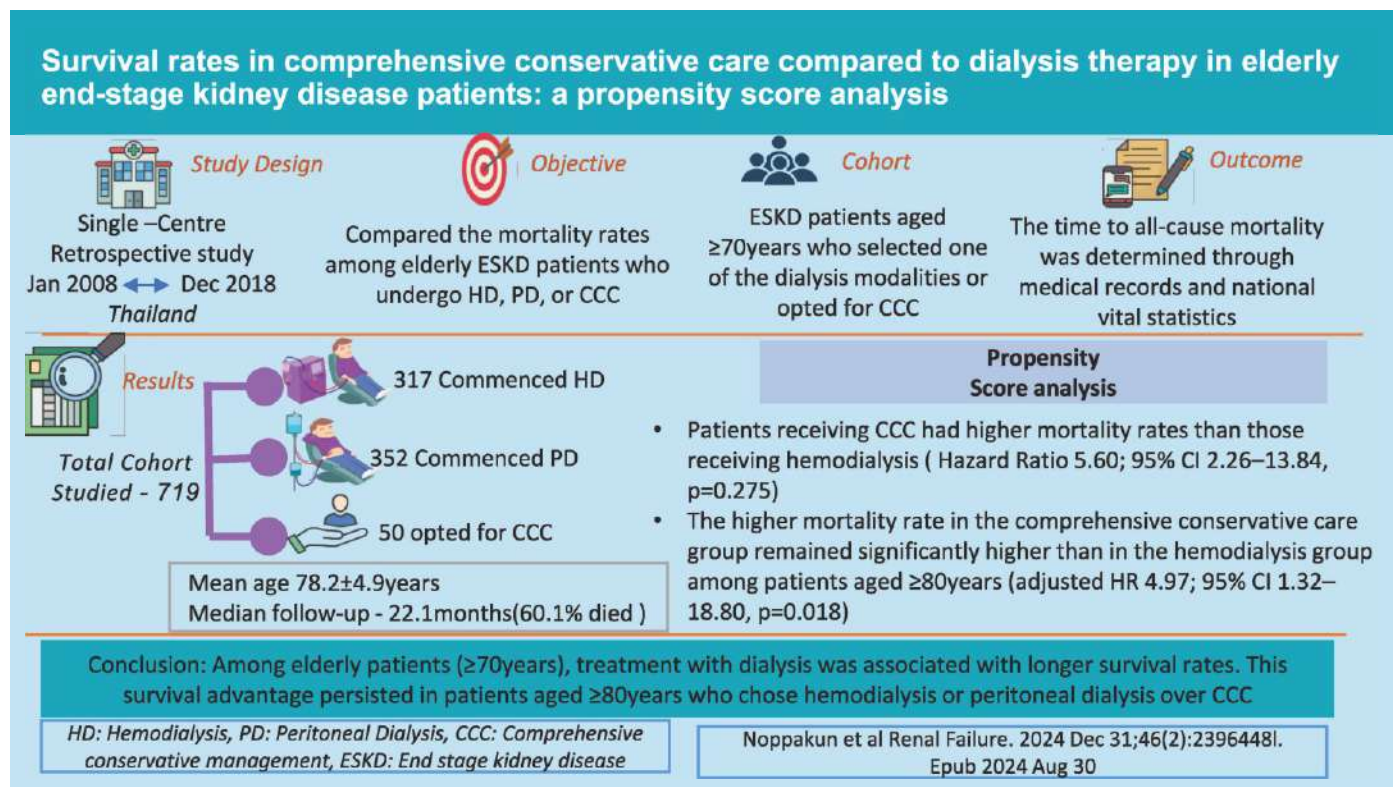 Survival rates in comprehensive conservative care compared to dialysis therapy in elderly
end-stage kidney disease patients: a propensity score analysis
Study Design
Single –Centre
Retrospective study
Jan 2008 ↔ Dec 2018
Thailand
Objective
Compared the mortality rates
among elderly ESKD patients who
undergo HD, PD, or CCC
Cohort
ESKD patients aged
≥70years who selected one
of the dialysis modalities or
opted for CCC
Outcome
The time to all-cause mortality
was determined through
medical records and national
vital statistics
Results
Total Cohort
Studied - 719
317 Commenced HD
352 Commenced PD
50 opted for CCC
Mean age 78.2±4.9years
Median follow-up - 22.1months(60.1% died )
Propensity
Score analysis
• Patients receiving CCC had higher mortality rates than those
receiving hemodialysis ( Hazard Ratio 5.60; 95% CI 2.26–13.84,
p=0.275)
• The higher mortality rate in the comprehensive conservative care
group remained significantly higher than in the hemodialysis group
among patients aged ≥80years (adjusted HR 4.97; 95% CI 1.32–
18.80, p=0.018)
Conclusion: Among elderly patients (≥70years), treatment with dialysis was associated with longer survival rates. This
survival advantage persisted in patients aged ≥80years who chose hemodialysis or peritoneal dialysis over CCC
HD: Hemodialysis, PD: Peritoneal Dialysis, CCC: Comprehensive
conservative management, ESKD: End stage kidney disease
Noppakun et al Renal Failure. 2024 Dec 31;46(2):2396448l.
Epub 2024 Aug 30